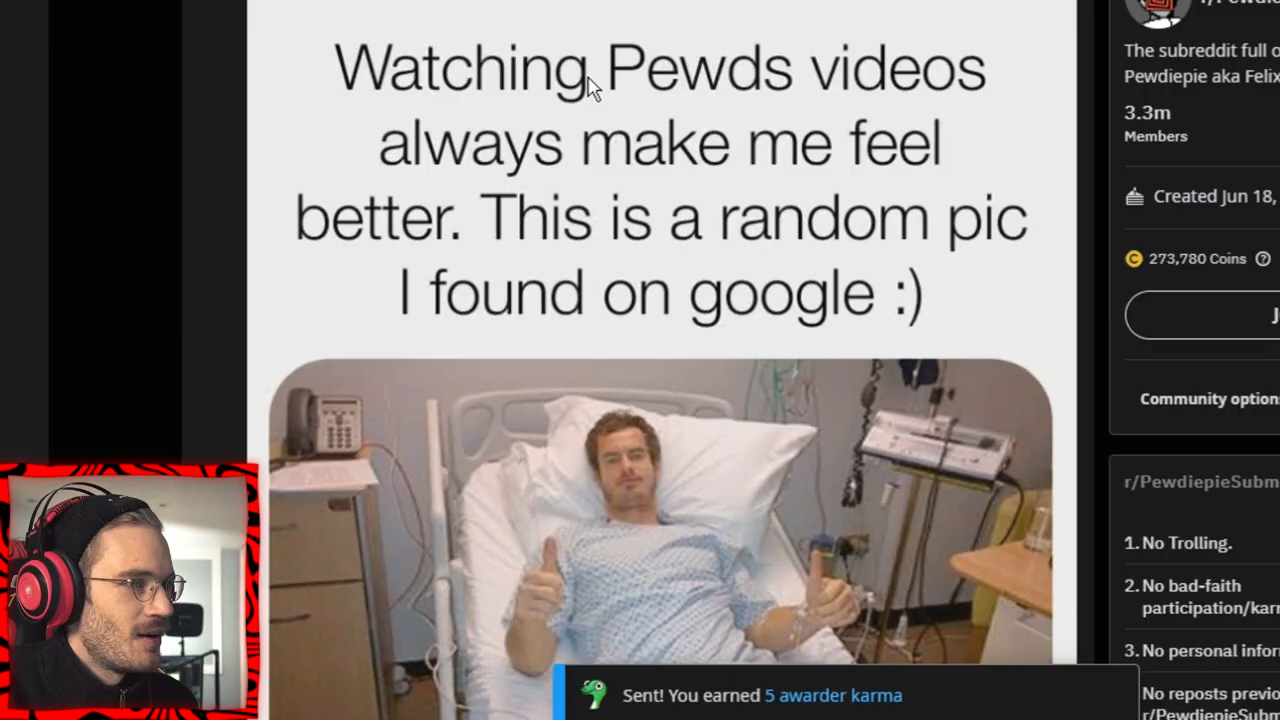 Watching Pewds videos
always make me feel
better. This is a random pic
I found on google :)
The subreddit full o
Pewdiepie aka Felix
3.3m
Members
Created Jun 18,
273,780 Coins
Community option
r/PewdiepieSubm
1. No Trolling.
2. No bad-faith
participation/kar
3. No personal infor
No reposts previo
r/PewdiepieSubm
Sent! You earned 5 awarder karma